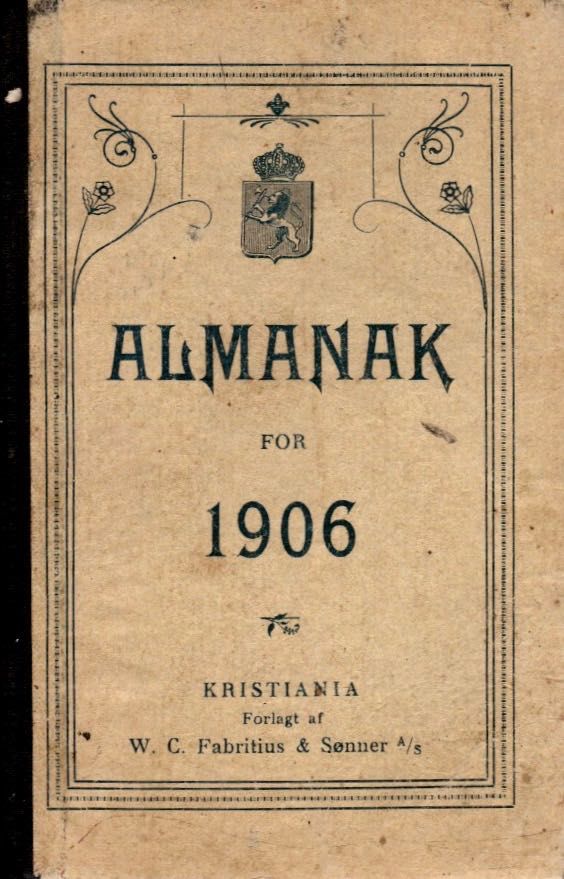 ALMANAK
FOR
1906
KRISTIANIA
Forlagt af
W. C. Fabritius & Sønner A/s